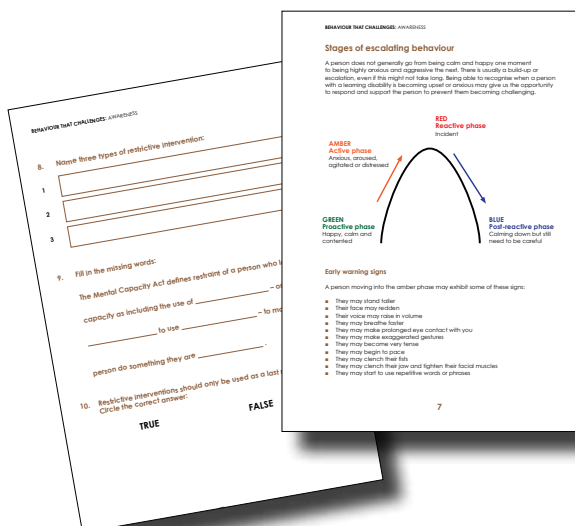 BEHAVIOUR THAT CHALLENGES: AWARENESS
8. Name three types of restrictive intervention:
1
2
3
9. Fill in the missing words:
The Mental Capacity Act defines restraint of a person who
capacity as including the use of ____________ – or
____________ to use ____________ – to
person do something they are ____________ .
10. Restrictive interventions should only be used as a last
Circle the correct answer:
TRUE FALSE
BEHAVIOUR THAT CHALLENGES: AWARENESS
Stages of escalating behaviour
A person does not generally go from being calm and happy one moment
to being highly anxious and aggressive the next. There is usually a build-up or
escalation, even if this might not take long. Being able to recognise when a person
with a learning disability is becoming upset or anxious may give us the opportunity
to respond and support the person to prevent them becoming challenging.
RED
Reactive phase
Incident
AMBER
Active phase
Anxious, aroused,
agitated or distressed
GREEN
Proactive phase
Happy, calm and
contented
BLUE
Post-reactive phase
Calming down but still
need to be careful
Early warning signs
A person moving into the amber phase may exhibit some of these signs:
■ They may stand taller
■ Their face may redden
■ Their voice may raise in volume
■ They may breathe faster
■ They may make prolonged eye contact with you
■ They may make exaggerated gestures
■ They may become very tense
■ They may begin to pace
■ They may clench their fists
■ They may clench their jaw and tighten their facial muscles
■ They may start to use repetitive words or phrases
7